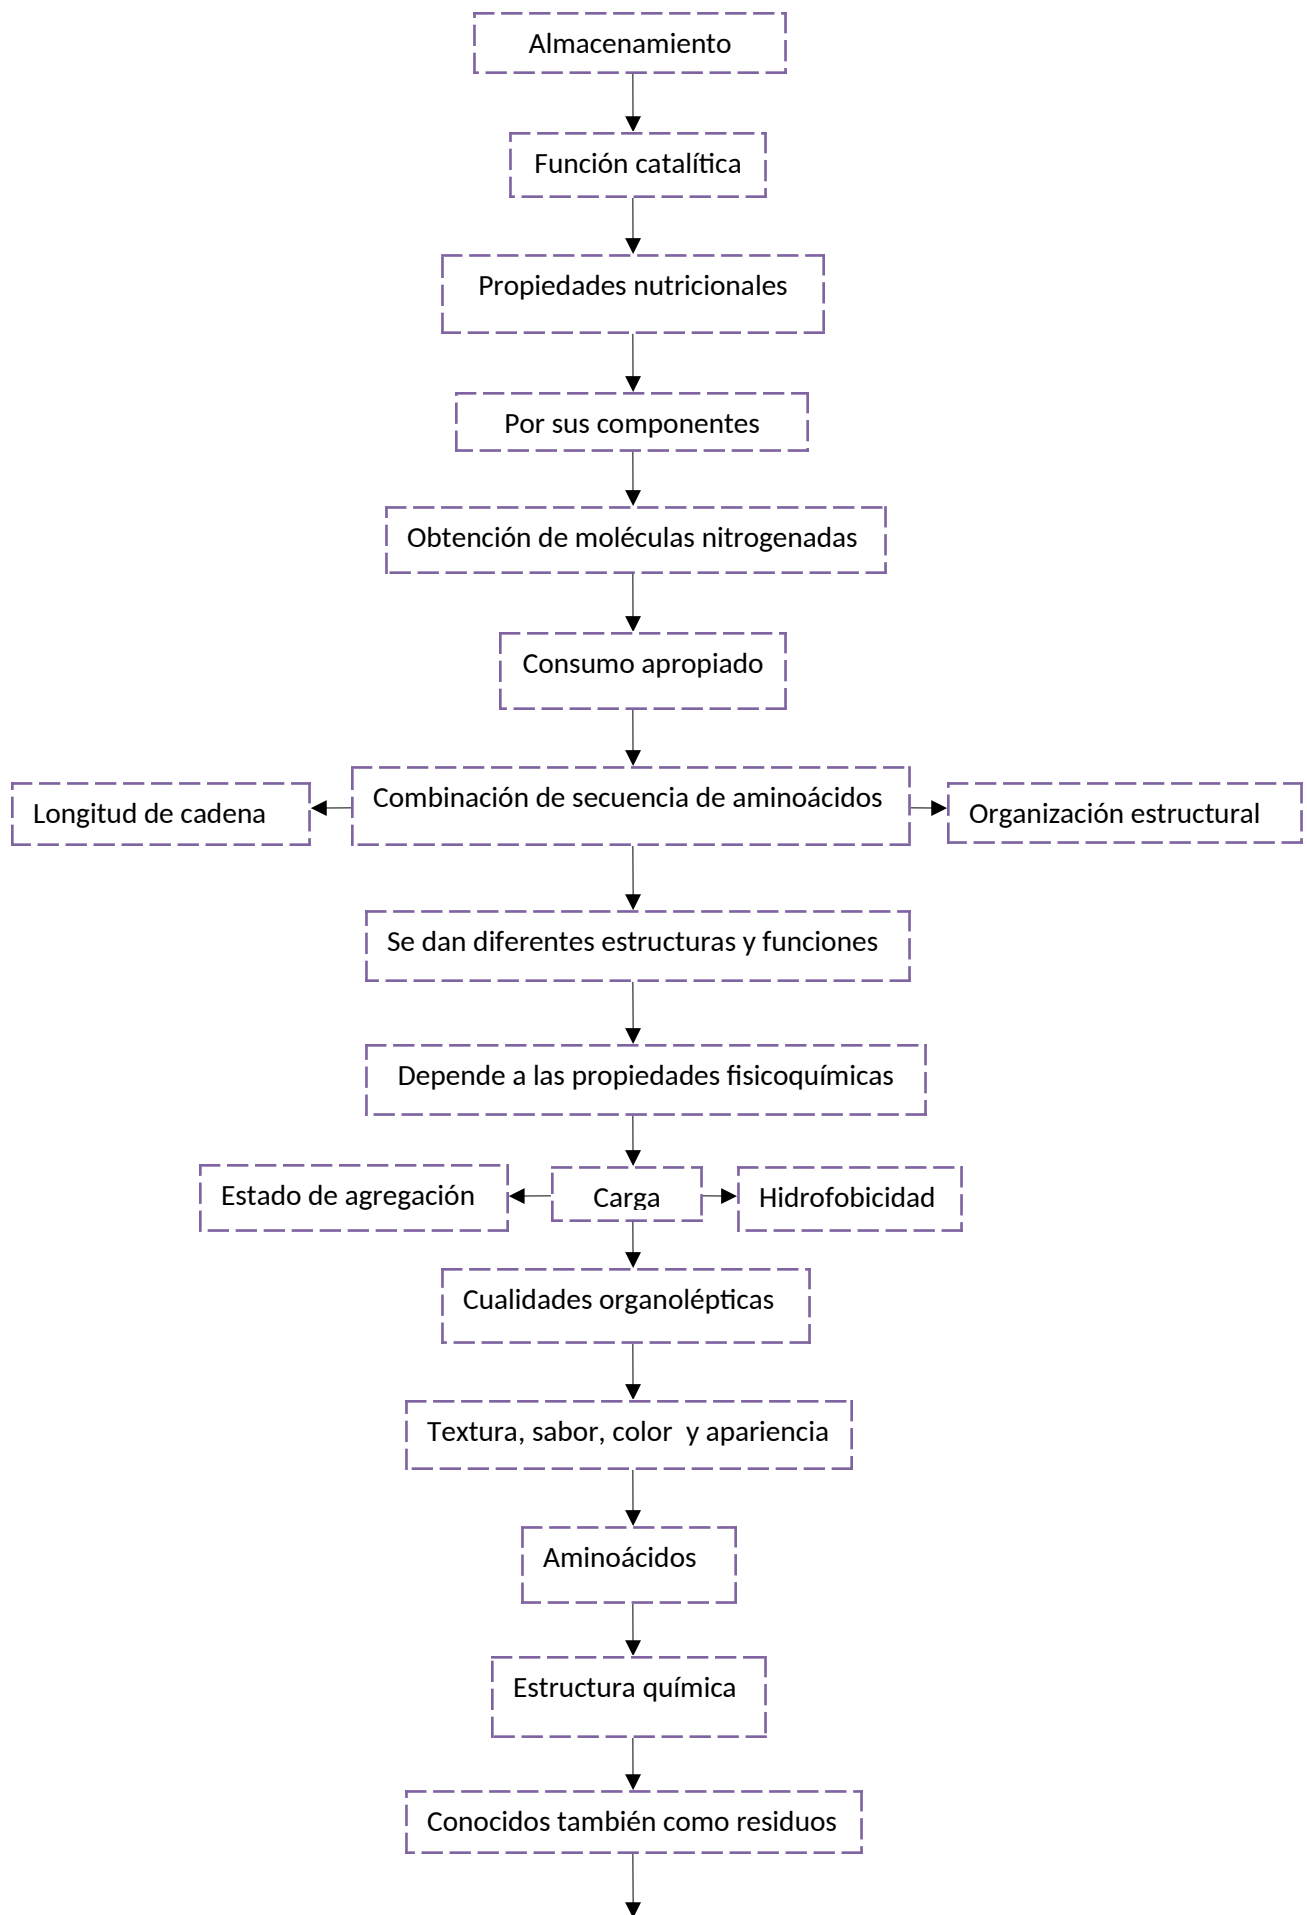 Almacenamiento
Función catalítica
Propiedades nutricionales
Por sus componentes
Obtención de moléculas nitrogenadas
Consumo apropiado
Longitud de cadena
Combinación de secuencia de aminoácidos
Organización estructural
Se dan diferentes estructuras y funciones
Depende a las propiedades fisicoquímicas
Estado de agregación
Carga
Hidrofobicidad
Cualidades organolépticas
Textura, sabor, color  y apariencia
Aminoácidos
Estructura química
Conocidos también como residuos